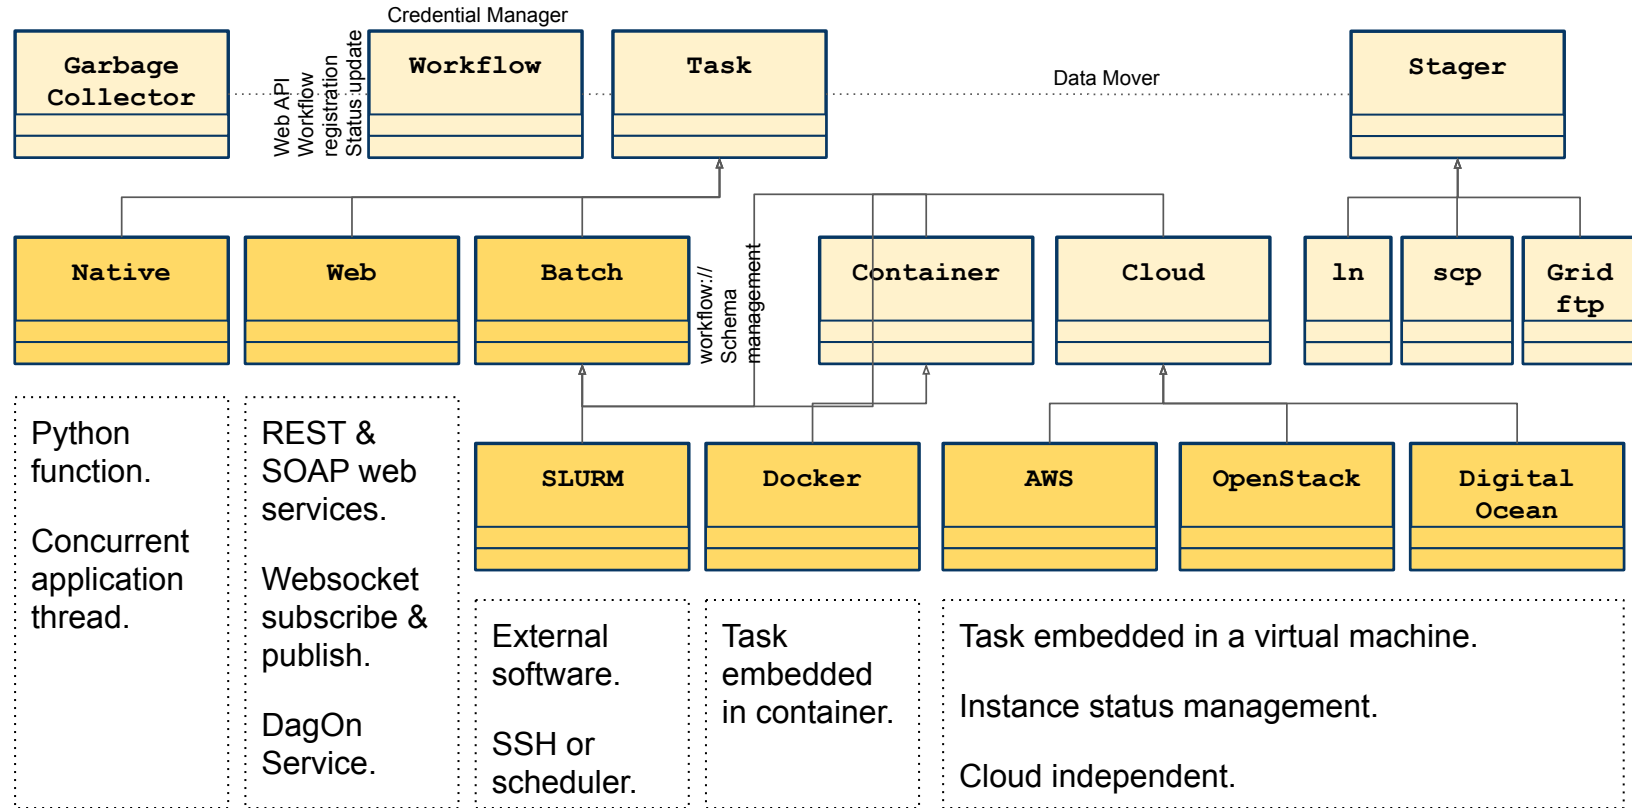 Credential Manager
Garbage
Collector
Web API
Workflow
registration
Status update
Workflow
Task
Data Mover
Stager
Native
Web
Batch
workflow://
Schema
management
Container
Cloud
ln
scp
Grid
ftp
Python
function.
Concurrent
application
thread.
REST &
SOAP web
services.
Websocket
subscribe &
publish.
DagOn
Service.
SLURM
Docker
AWS
OpenStack
Digital
Ocean
External
software.
SSH or
scheduler.
Task
embedded
in container.
Task embedded in a virtual machine.
Instance status management.
Cloud independent.